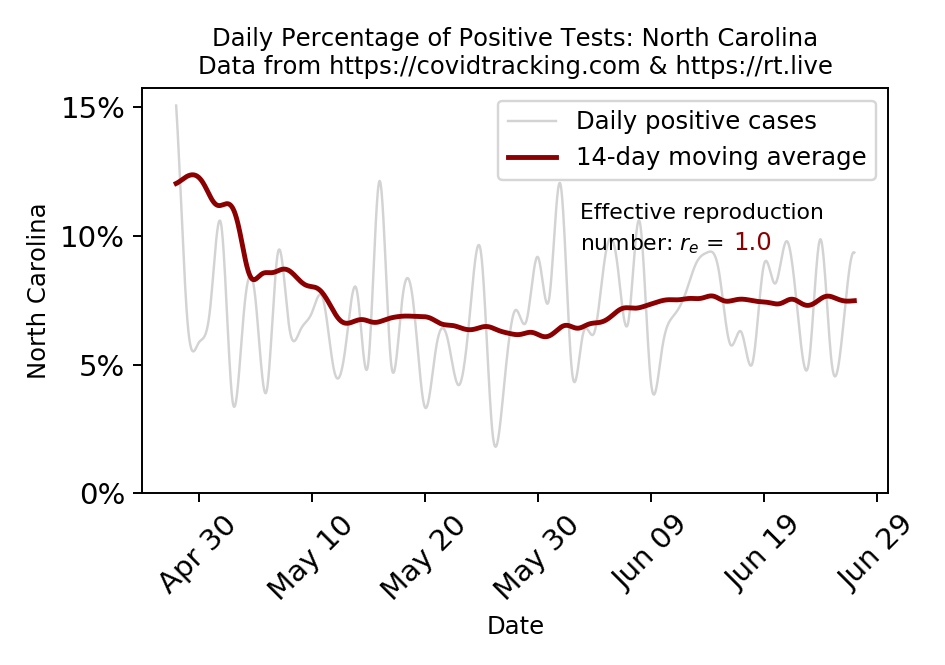 Daily Percentage of Positive Tests: North Carolina
Data from https://covidtracking.com & https://rt.live
15%
10%
5%
0%
North Carolina
Daily positive cases
14-day moving average
Effective reproduction
number: rₑ = 1.0
Apr 30
May 10
May 20
May 30
Jun 09
Jun 19
Jun 29
Date